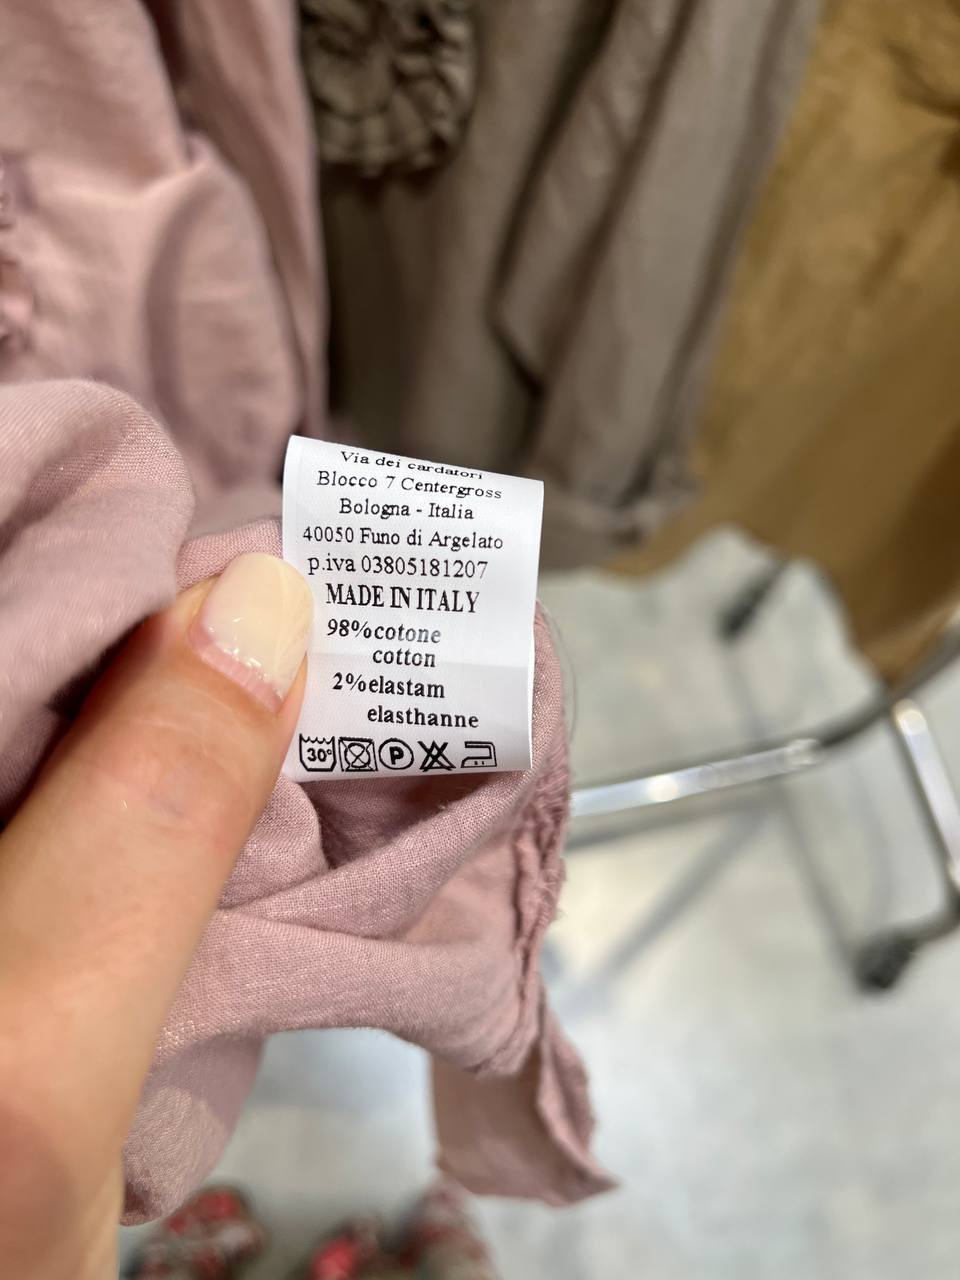 Via dei cardatori
Blocco 7 Centergross
Bologna - Italia
40050 Funo di Argelato
p.iva 03805181207
MADE IN ITALY
98%cotone
cotton
2%elastam
elasthanne
30° P